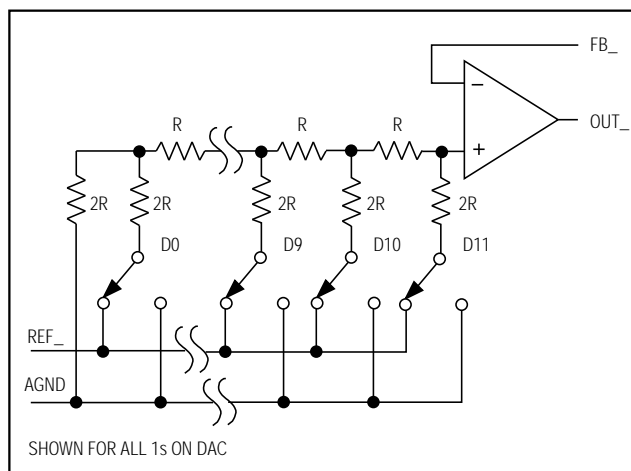 FB_
OUT_
−
+
R
R
R
2R
2R
2R
2R
2R
D0
D9
D10
D11
REF_
AGND
SHOWN FOR ALL 1s ON DAC